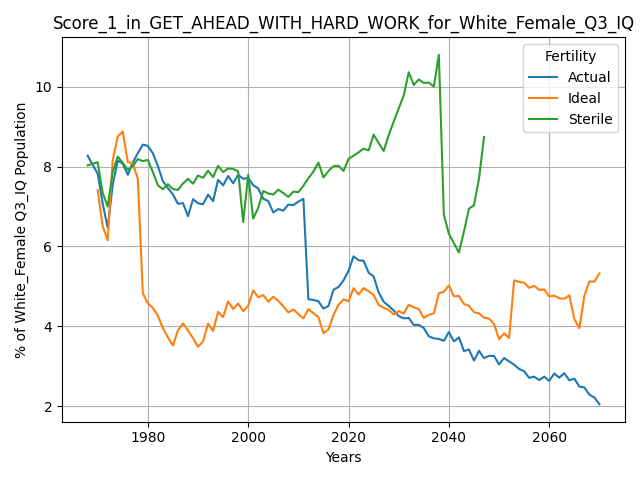 Score_1_in_GET_AHEAD_WITH_HARD_WORK_for_White_Female_Q3_IQ
Fertility
Actual
Ideal
Sterile
% of White_Female Q3_IQ Population
10
8
6
4
2
1980
2000
2020
2040
2060
Years